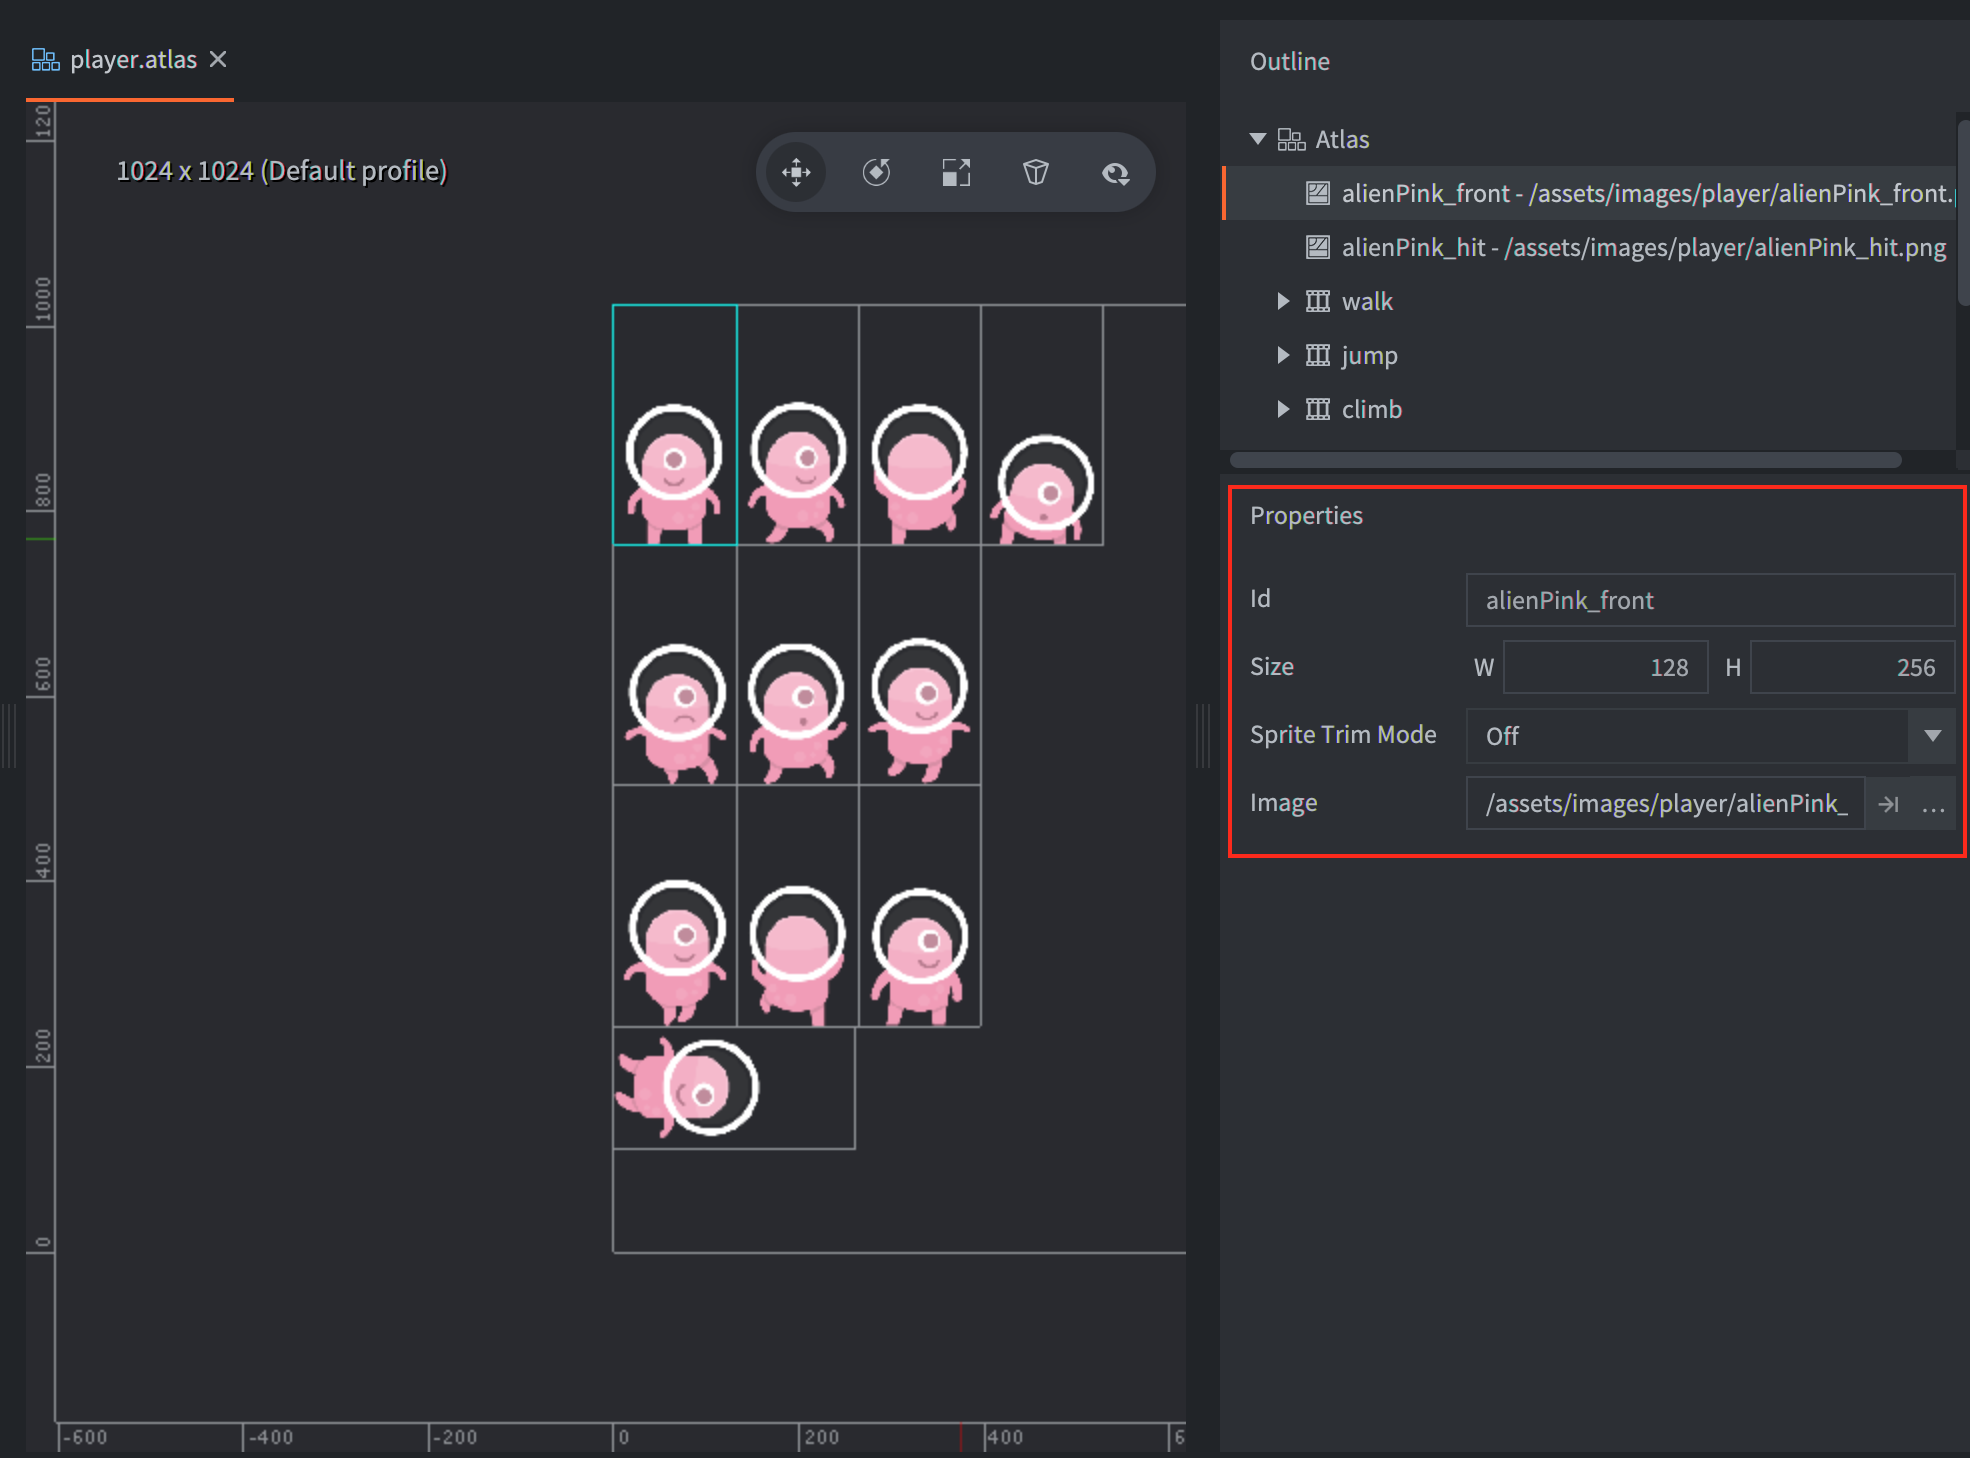 player.atlas
1024 x 1024 (Default profile)
120
1000
800
600
400
200
0
-600
-400
-200
0
200
400
6
Outline
Atlas
alienPink_front - /assets/images/player/alienPink_front.
alienPink_hit - /assets/images/player/alienPink_hit.png
walk
jump
climb
Properties
Id alienPink_front
Size W 128 H 256
Sprite Trim Mode Off
Image /assets/images/player/alienPink_ ...